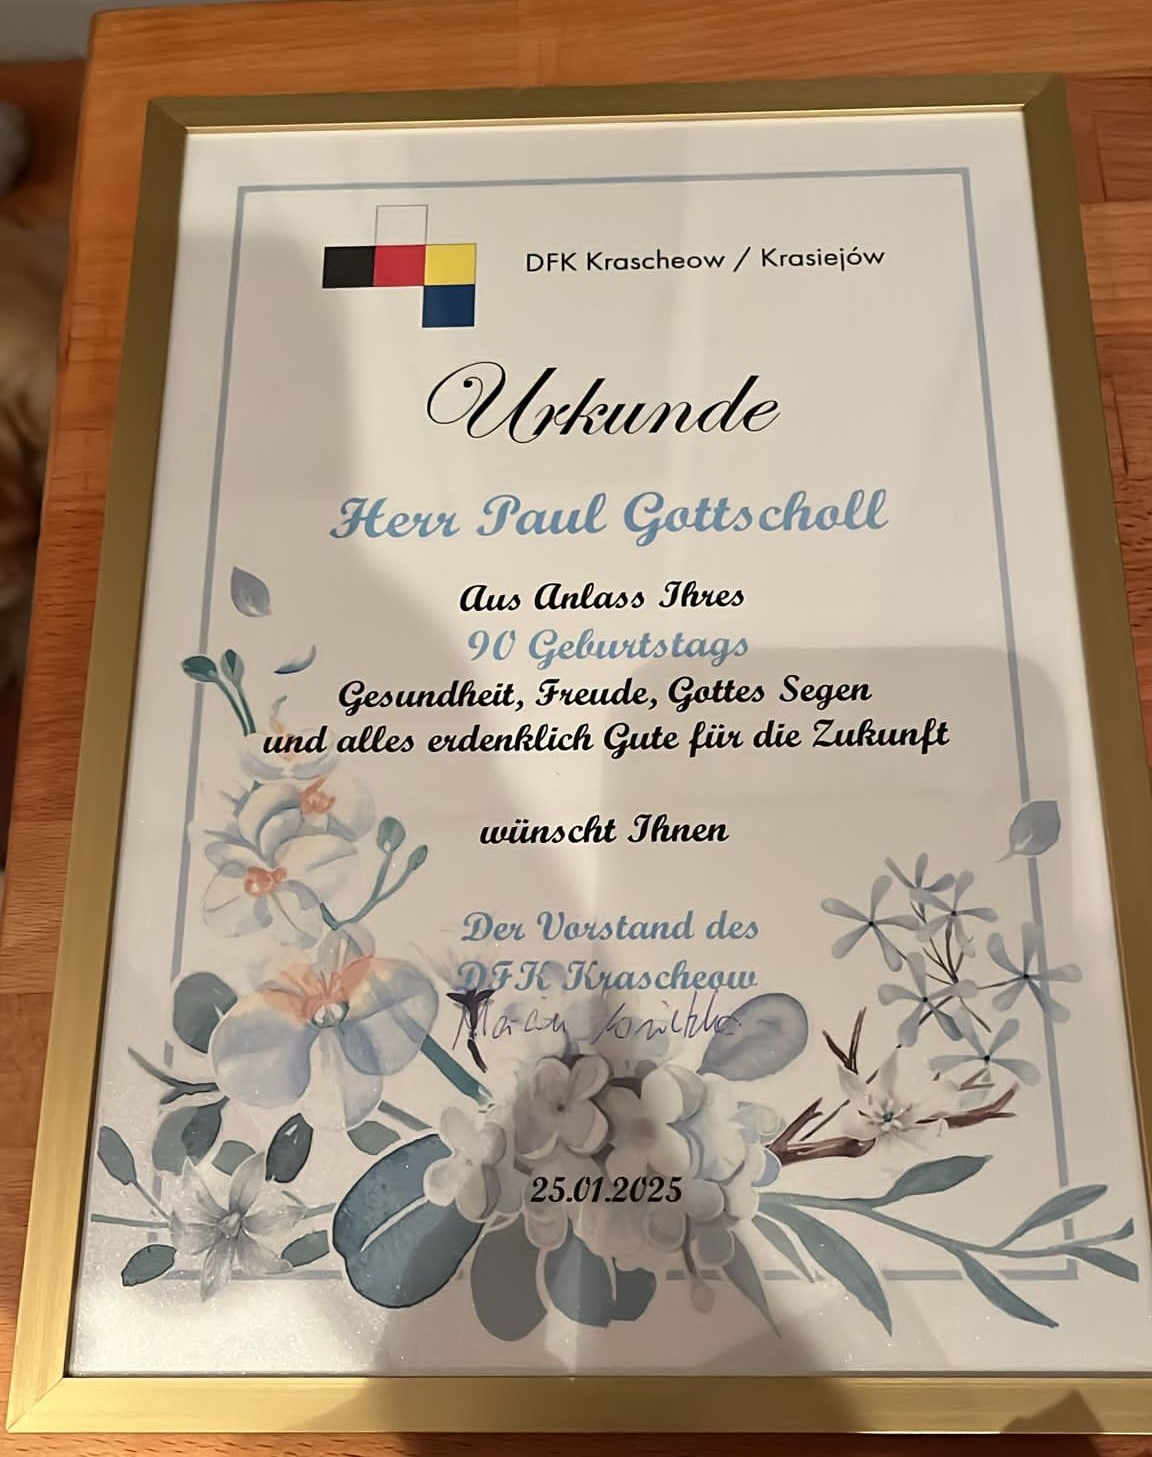 DFK Krascheow / Krasiejów
Urkunde
Herr Paul Gottscholl
Aus Anlass Ihres
90 Geburtstags
Gesundheit, Freude, Gottes Segen
und alles erdenklich Gute für die Zukunft
wünscht Ihnen
Der Vorstand des
DFK Krascheow
25.01.2025